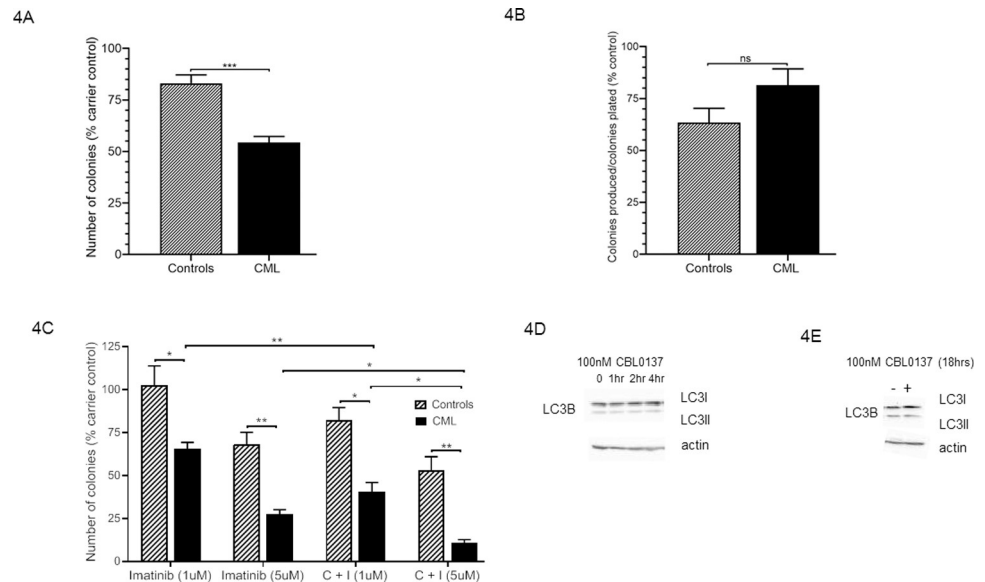 4A
Number of colonies (% carrier control)
100
75
50
25
0
***
Controls
CML
4B
Colonies produced/colonies plated (% control)
100
75
50
25
0
ns
Controls
CML
4C
Number of colonies (% carrier control)
125
100
75
50
25
0
*
**
**
*
*
*
**
Controls
CML
Imatinib (1uM)
Imatinib (5uM)
C + I (1uM)
C + I (5uM)
4D
100nM CBL0137
0 1hr 2hr 4hr
LC3B
LC3I
LC3II
actin
4E
100nM CBL0137 (18hrs)
- +
LC3B
LC3I
LC3II
actin